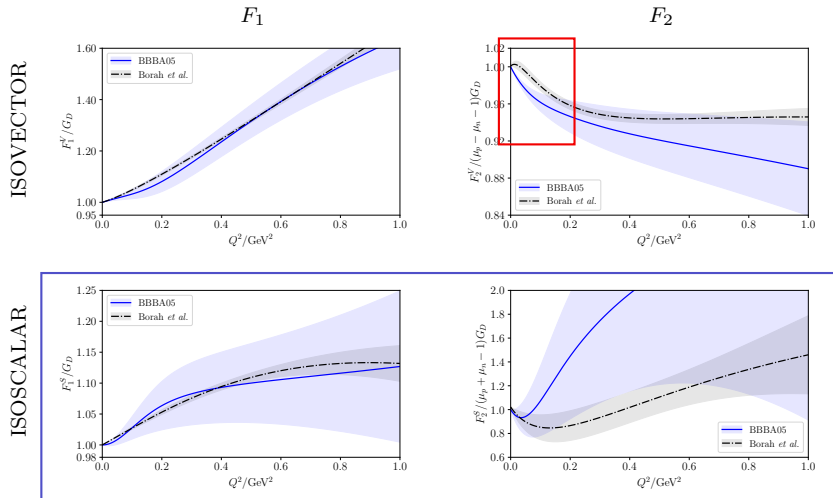 F₁
F₂
ISOVECTOR
1.60
1.40
1.20
1.00
0.95
F₁ⱽ/G_D
BBBA05
Borah et al.
0.0 0.2 0.4 0.6 0.8 1.0
Q²/GeV²
1.02
1.00
0.96
0.92
0.88
0.84
F₂ⱽ/(μₚ − μₙ − 1)G_D
BBBA05
Borah et al.
0.0 0.2 0.4 0.6 0.8 1.0
Q²/GeV²
ISOSCALAR
1.25
1.20
1.15
1.10
1.05
1.00
0.98
F₁ˢ/G_D
BBBA05
Borah et al.
0.0 0.2 0.4 0.6 0.8 1.0
Q²/GeV²
2.0
1.8
1.6
1.4
1.2
1.0
0.8
0.6
F₂ˢ/(μₚ + μₙ − 1)G_D
BBBA05
Borah et al.
0.0 0.2 0.4 0.6 0.8 1.0
Q²/GeV²